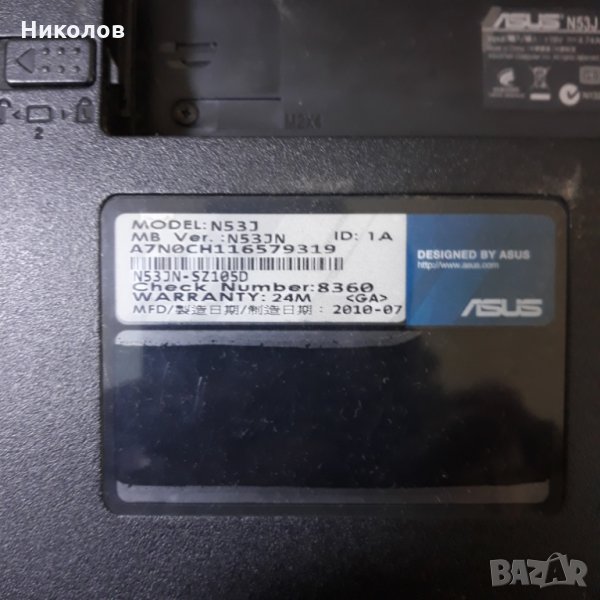 Николов
ASUS N53J
2
M2x4
MODEL: N53J
MB Ver. :N53JN ID: 1A
A7N0CH116579319
N53JN-SZ105D
Check Number:8360
WARRANTY: 24M <GA>
MFD/製造日期/制造日期 : 2010-07
DESIGNED BY ASUS
http://www.asus.com
ASUS
BAZAR